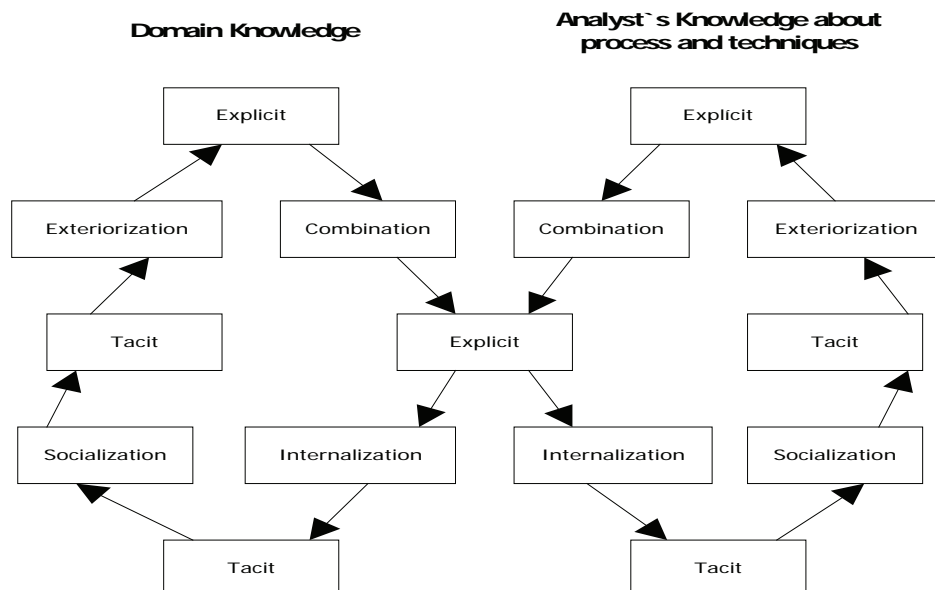 Domain Knowledge
Analyst`s Knowledge about
process and techniques
Explicit
Explícit
Exteriorization
Combination
Combination
Exteriorization
Tacit
Explicit
Tacit
Socialization
Internalization
Internalization
Socialization
Tacit
Tacit